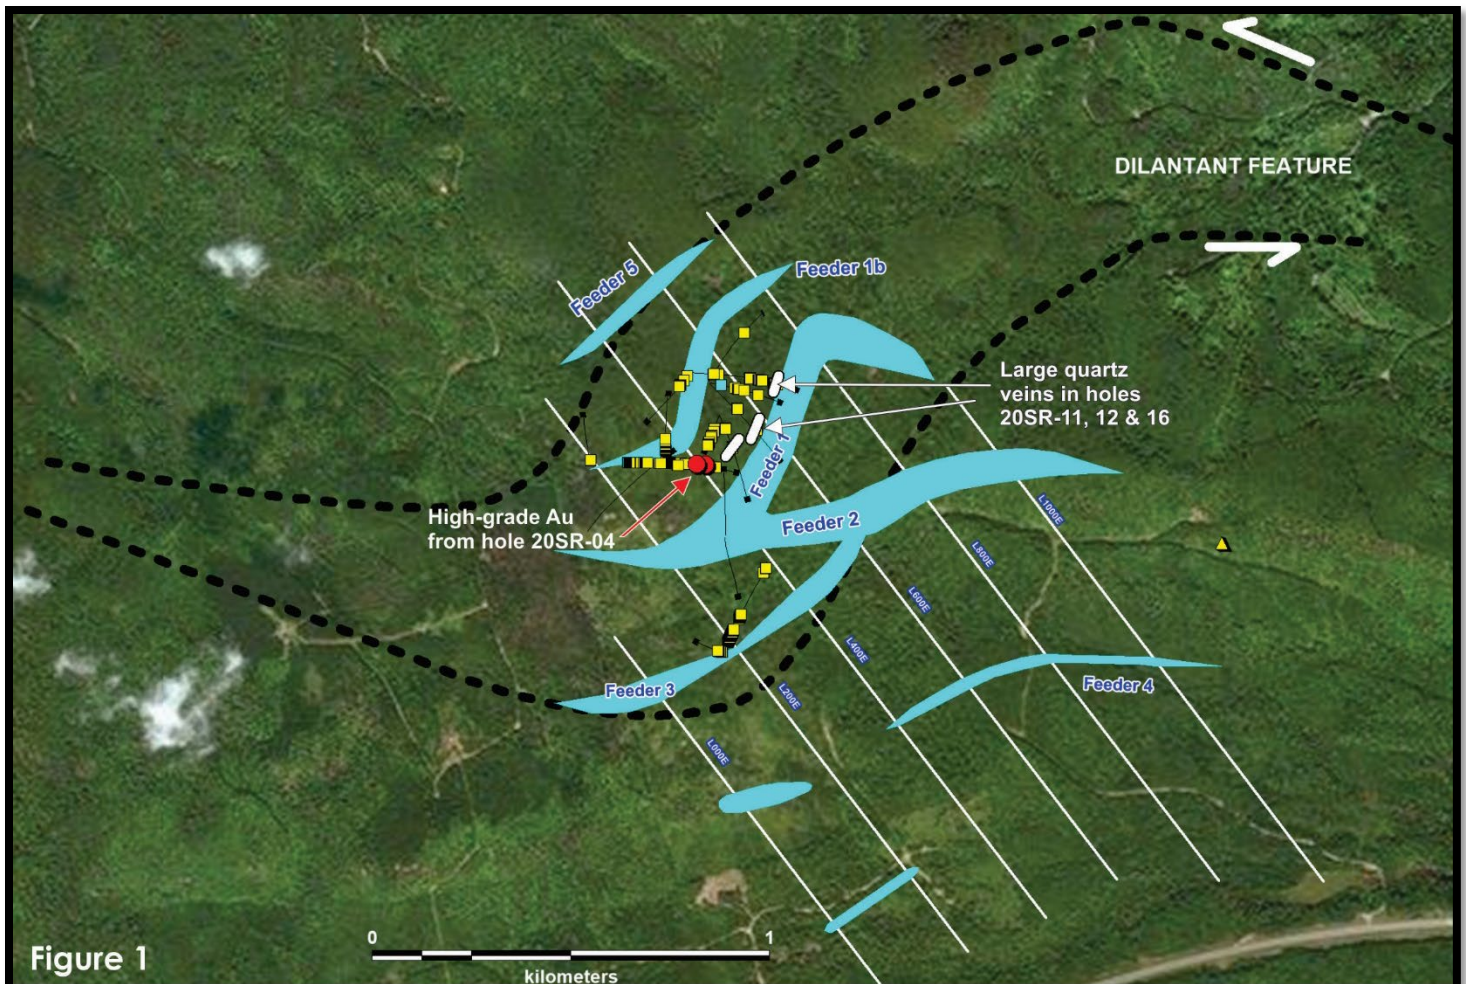 DILANTANT FEATURE
Feeder 5
Feeder 1b
Large quartz
veins in holes
20SR-11, 12 & 16
Feeder 1
High-grade Au
from hole 20SR-04
Feeder 2
L1000E
L800E
L600E
L400E
L200E
L000E
Feeder 3
Feeder 4
Figure 1
0
1
kilometers